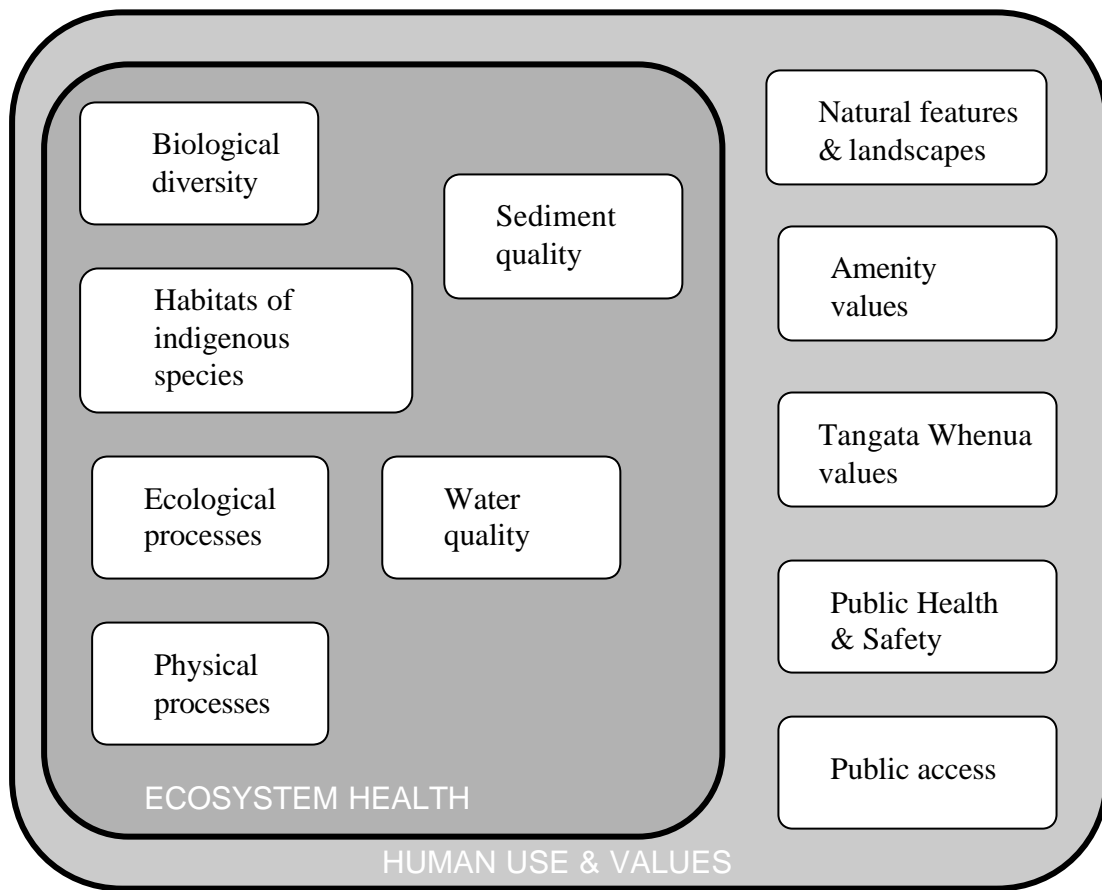 Biological
diversity
Sediment
quality
Habitats of
indigenous
species
Ecological
processes
Water
quality
Physical
processes
ECOSYSTEM HEALTH
Natural features
& landscapes
Amenity
values
Tangata Whenua
values
Public Health
& Safety
Public access
HUMAN USE & VALUES